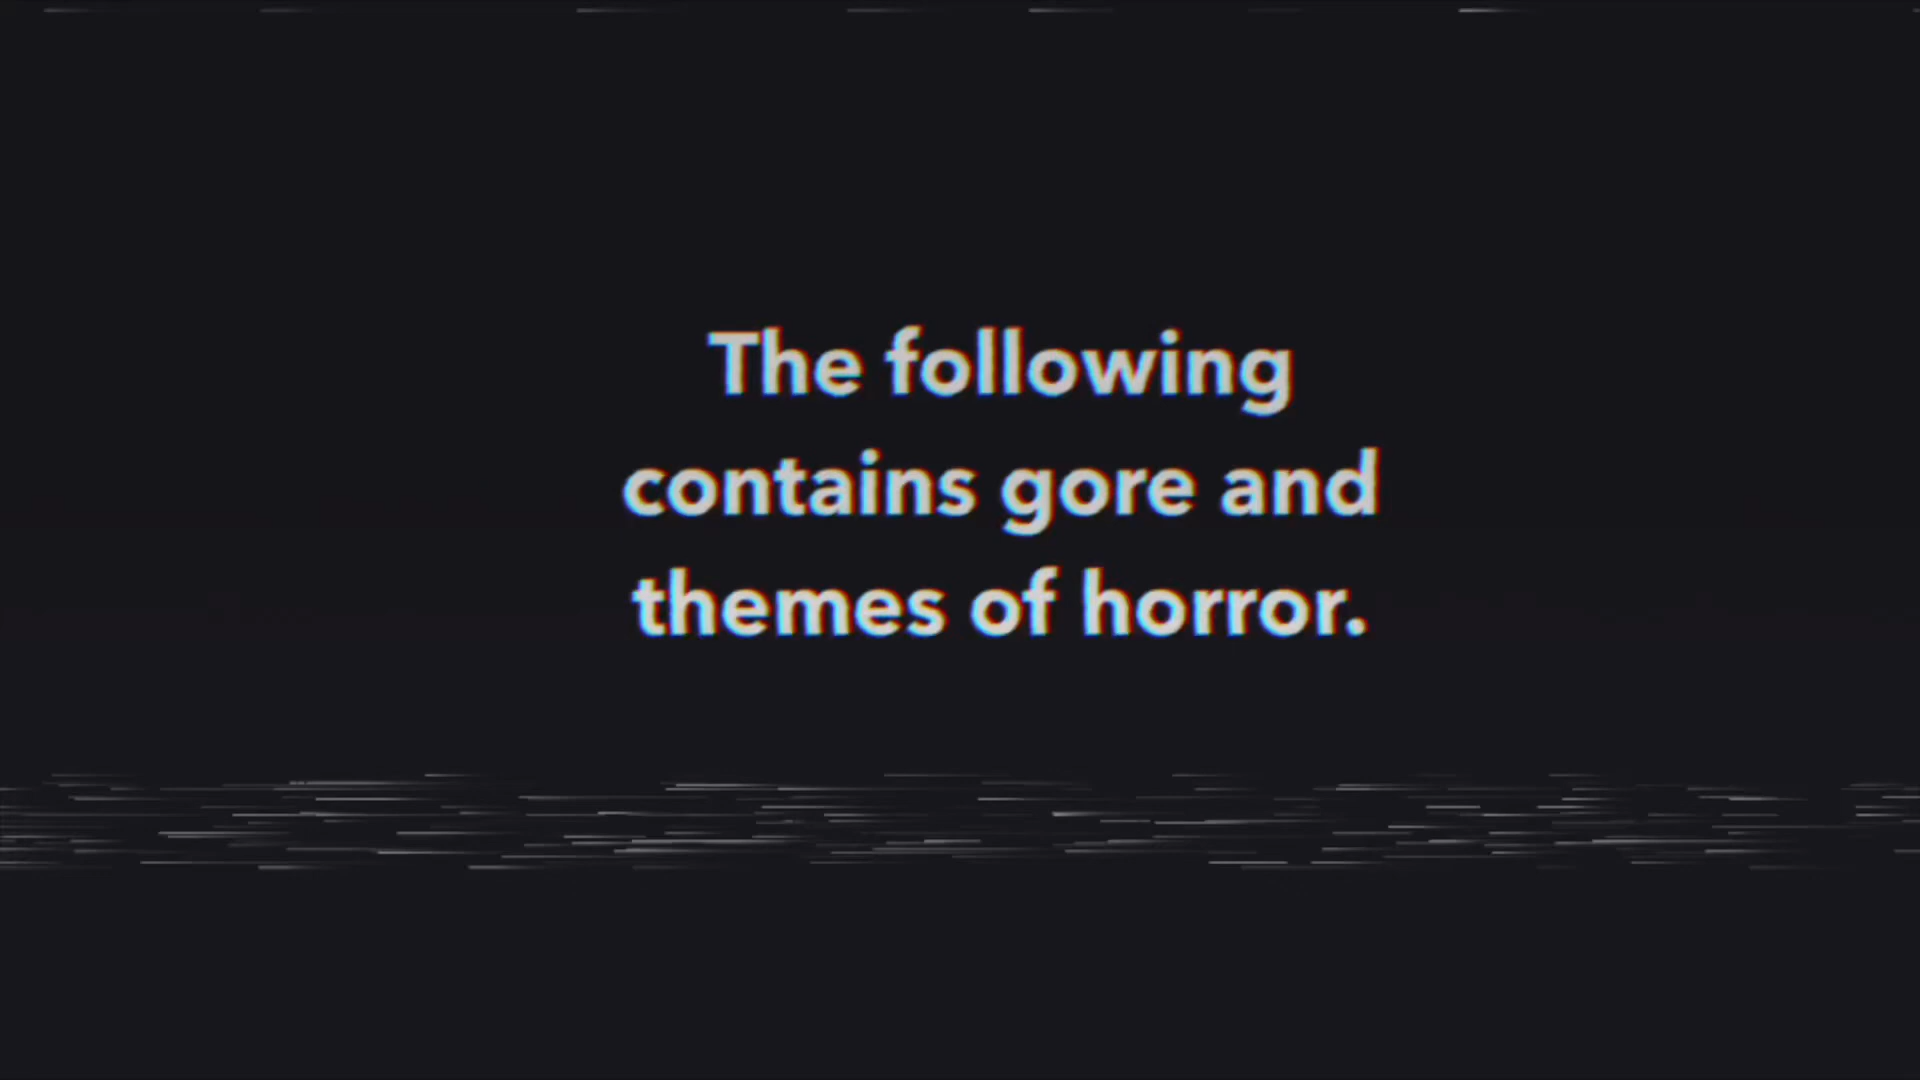 The following
contains gore and
themes of horror.